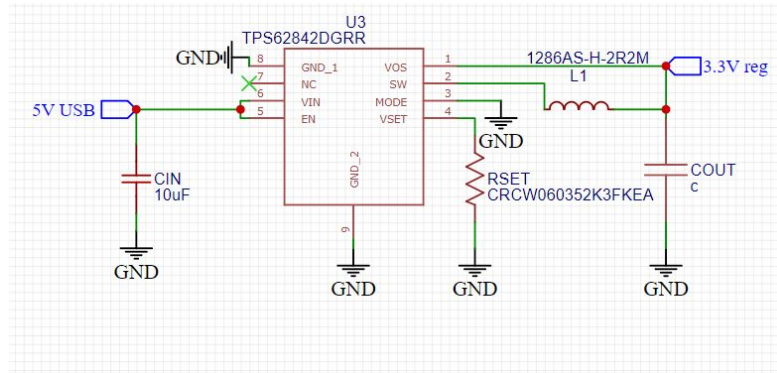 U3
TPS62842DGRR
GND
8
GND_1
VOS
1
1286AS-H-2R2M
3.3V reg
7
NC
SW
2
L1
6
VIN
MODE
3
5V USB
5
EN
VSET
4
GND
GND_2
CIN
10uF
RSET
CRCW060352K3FKEA
COUT
c
9
GND
GND
GND
GND